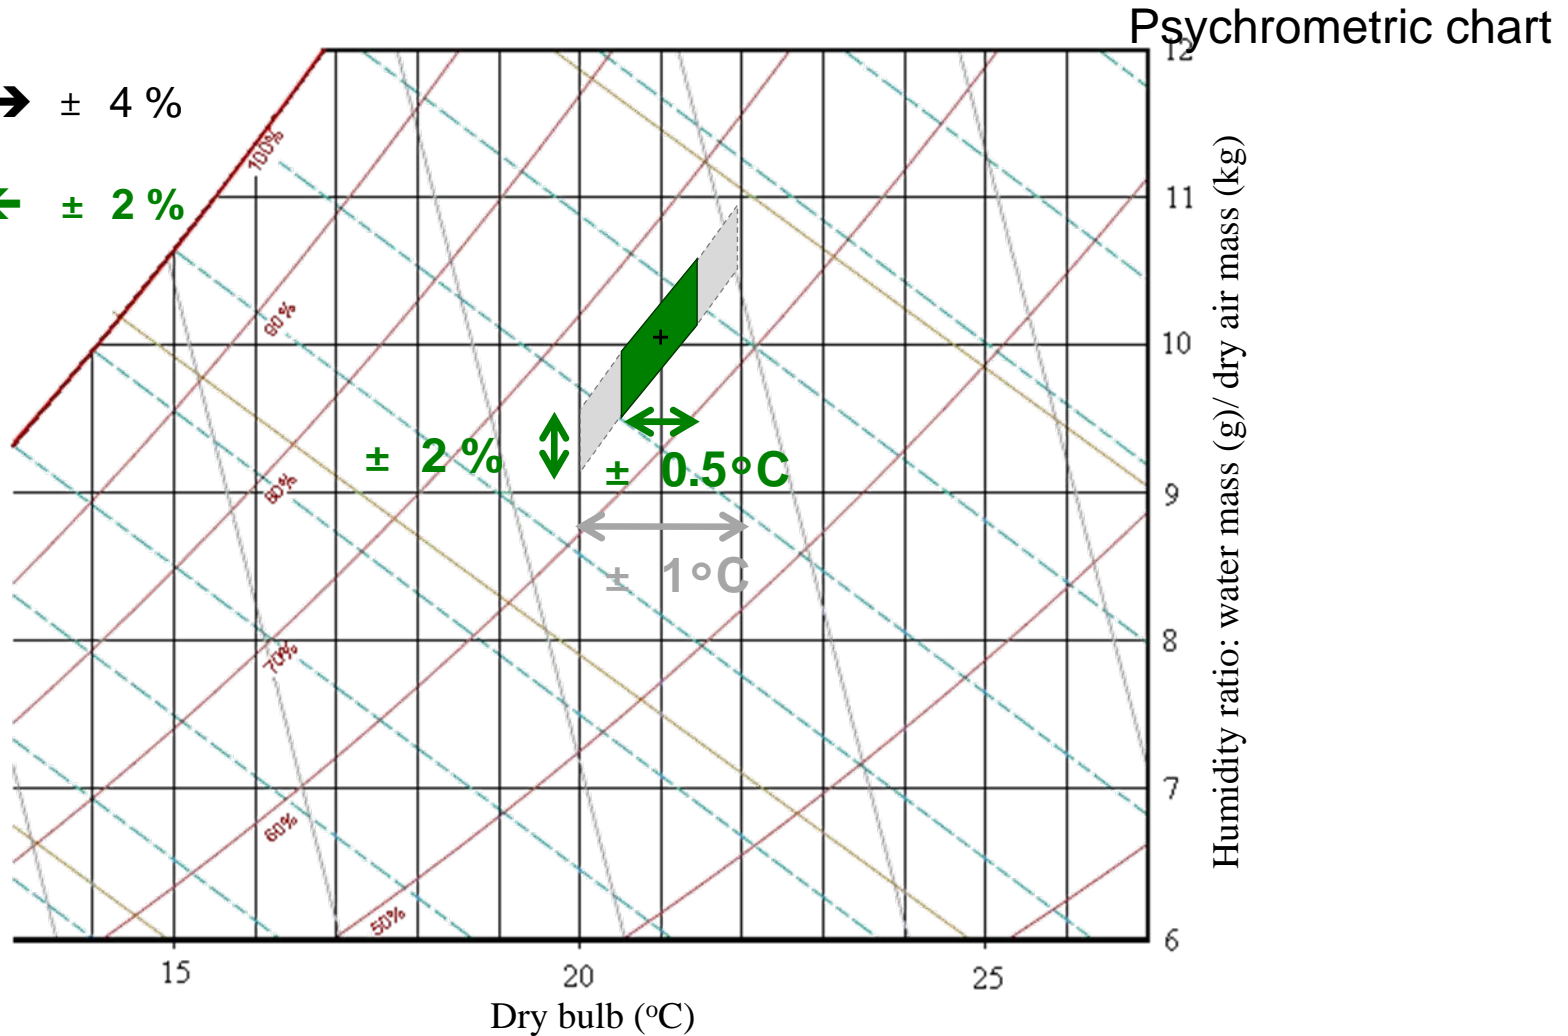 Psychrometric chart
➔ ± 4 %
← ± 2 %
100%
90%
80%
70%
60%
50%
± 2 %
± 0.5°C
± 1°C
12
11
10
9
8
7
6
15 20 25
Dry bulb (°C)
Humidity ratio: water mass (g)/ dry air mass (kg)